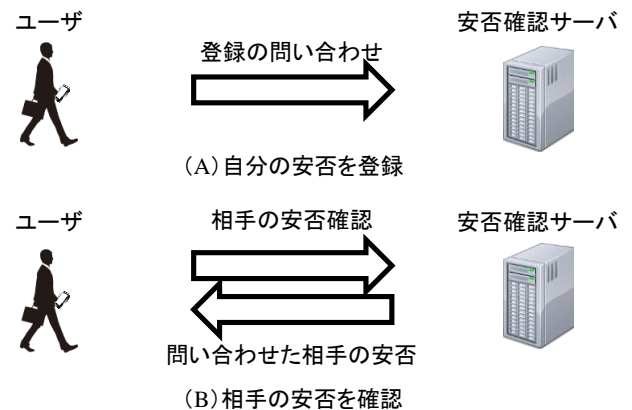 ユーザ
安否確認サーバ
登録の問い合わせ
(A)自分の安否を登録
ユーザ
相手の安否確認
安否確認サーバ
問い合わせた相手の安否
(B)相手の安否を確認